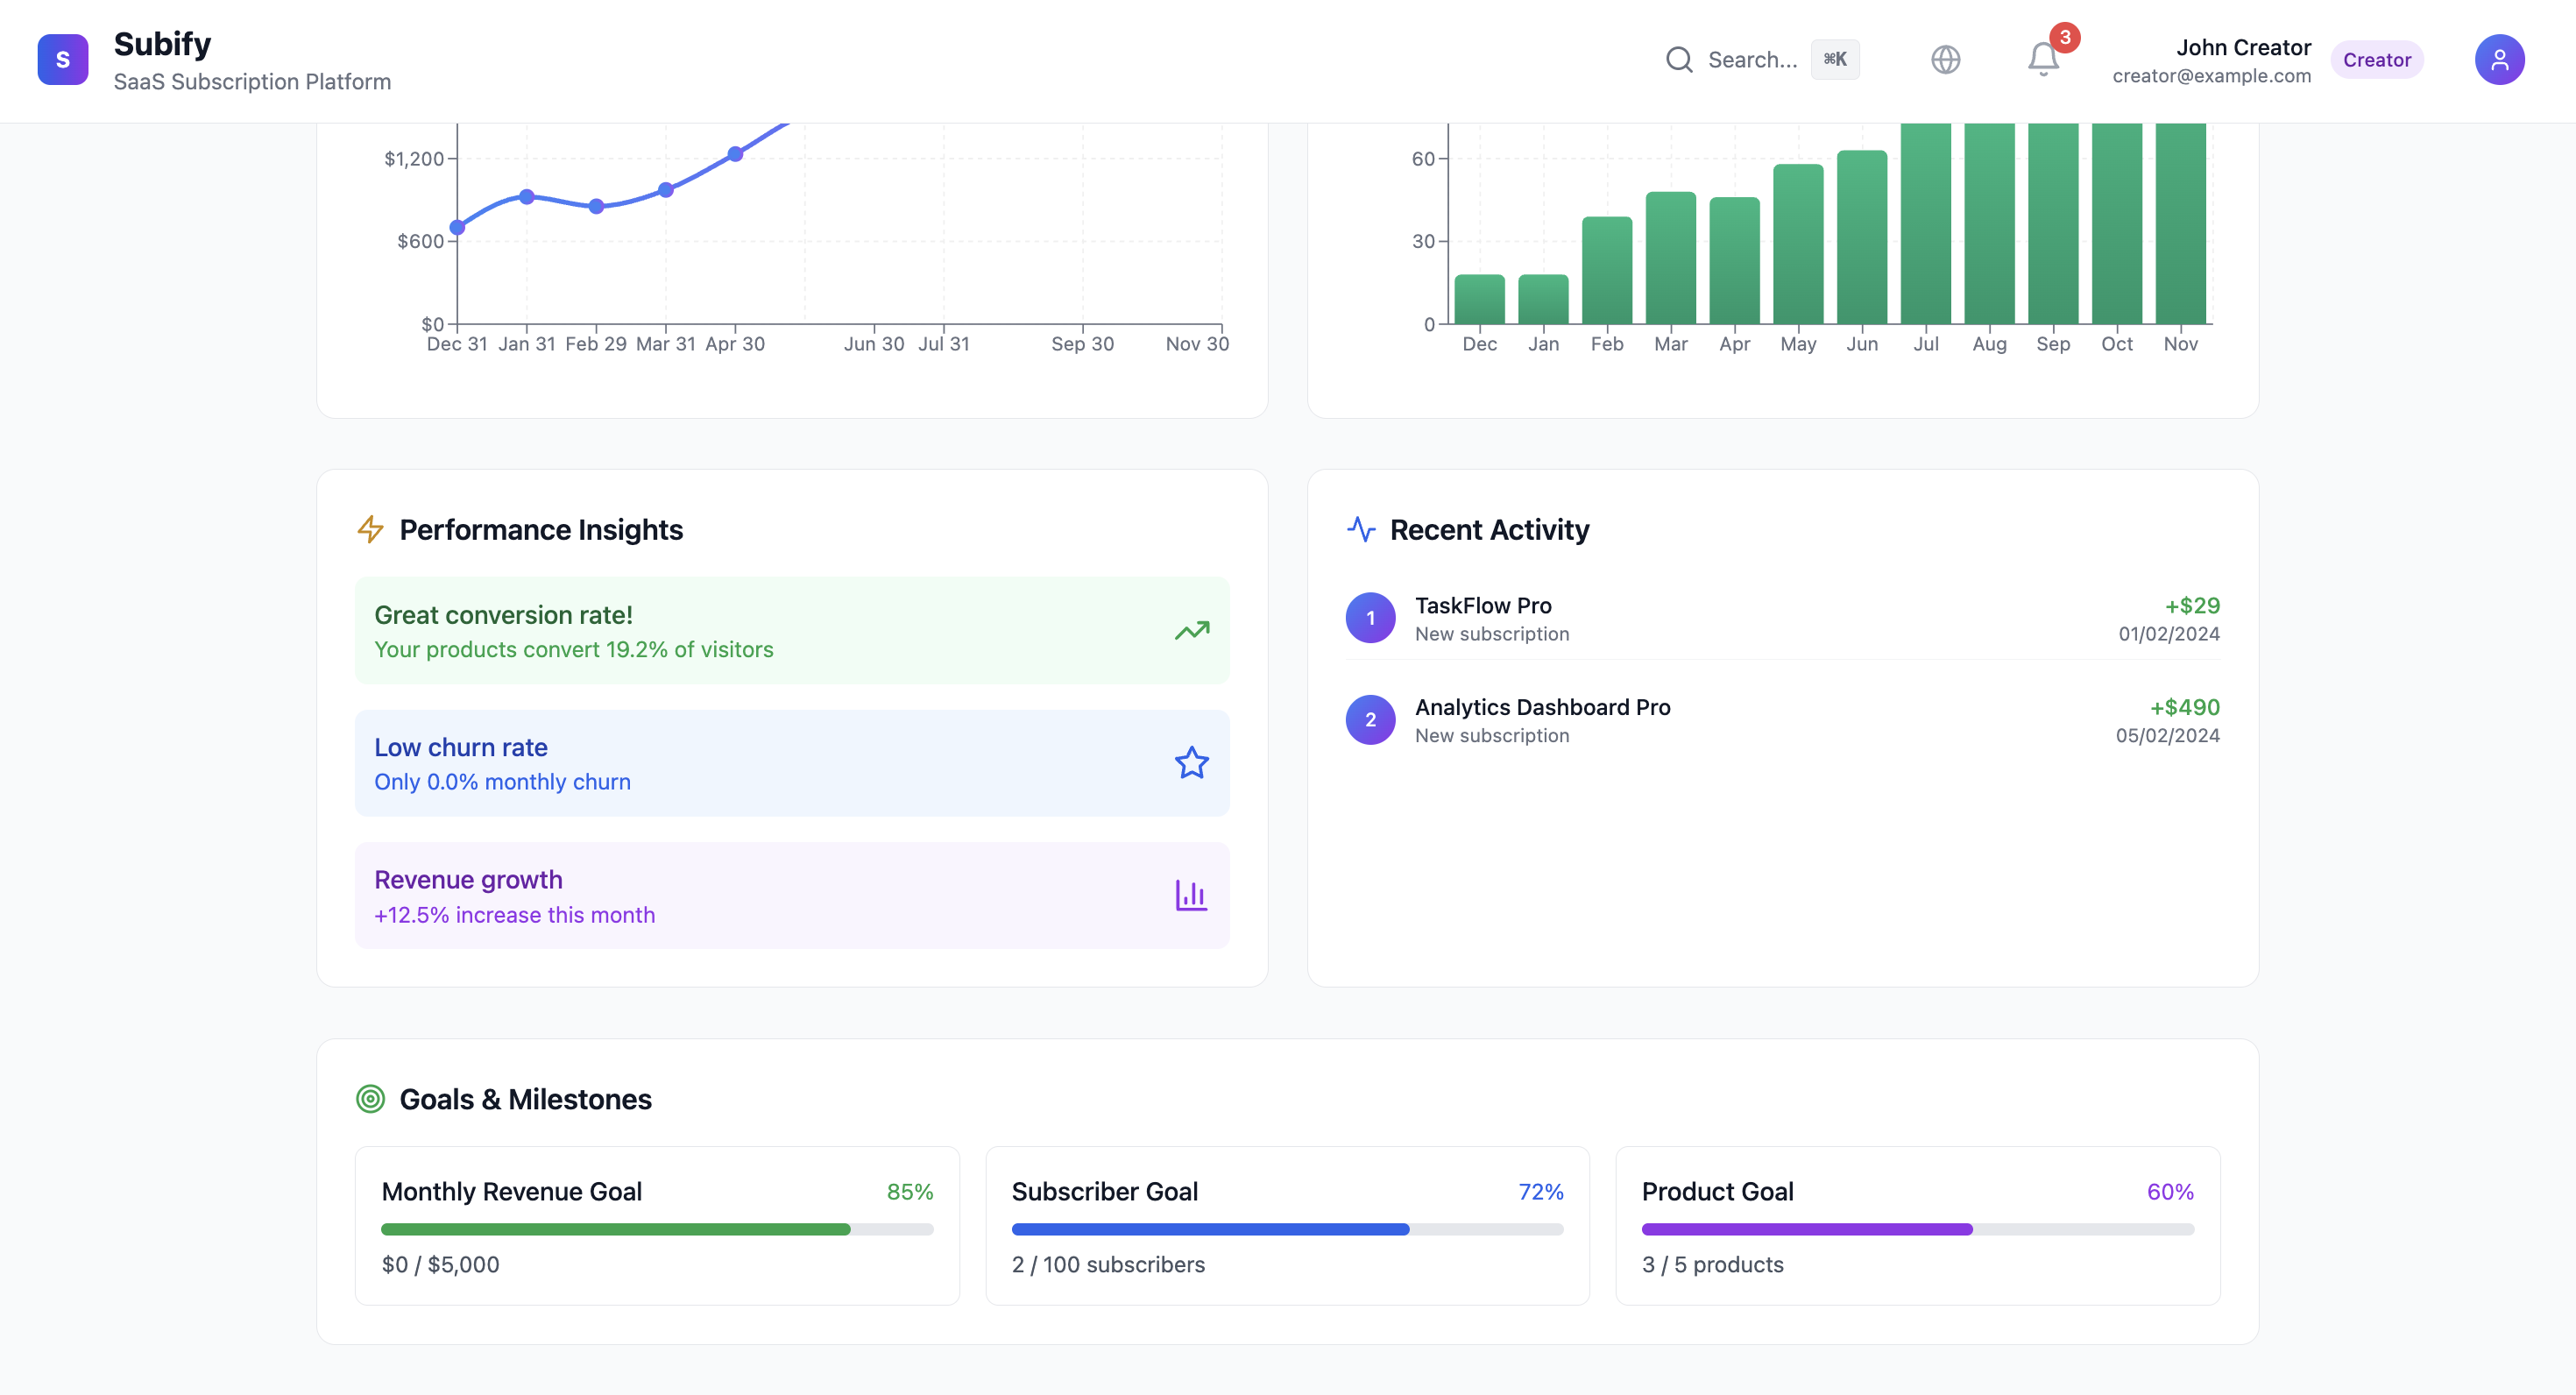 S
Subify
SaaS Subscription Platform
Search...
⌘K
3
John Creator
creator@example.com
Creator
$1,200
$600
$0
Dec 31 Jan 31 Feb 29 Mar 31 Apr 30 Jun 30 Jul 31 Sep 30 Nov 30
60
30
0
Dec Jan Feb Mar Apr May Jun Jul Aug Sep Oct Nov
Performance Insights
Great conversion rate!
Your products convert 19.2% of visitors
Low churn rate
Only 0.0% monthly churn
Revenue growth
+12.5% increase this month
Recent Activity
1
TaskFlow Pro
New subscription
+$29
01/02/2024
2
Analytics Dashboard Pro
New subscription
+$490
05/02/2024
Goals & Milestones
Monthly Revenue Goal 85%
$0 / $5,000
Subscriber Goal 72%
2 / 100 subscribers
Product Goal 60%
3 / 5 products